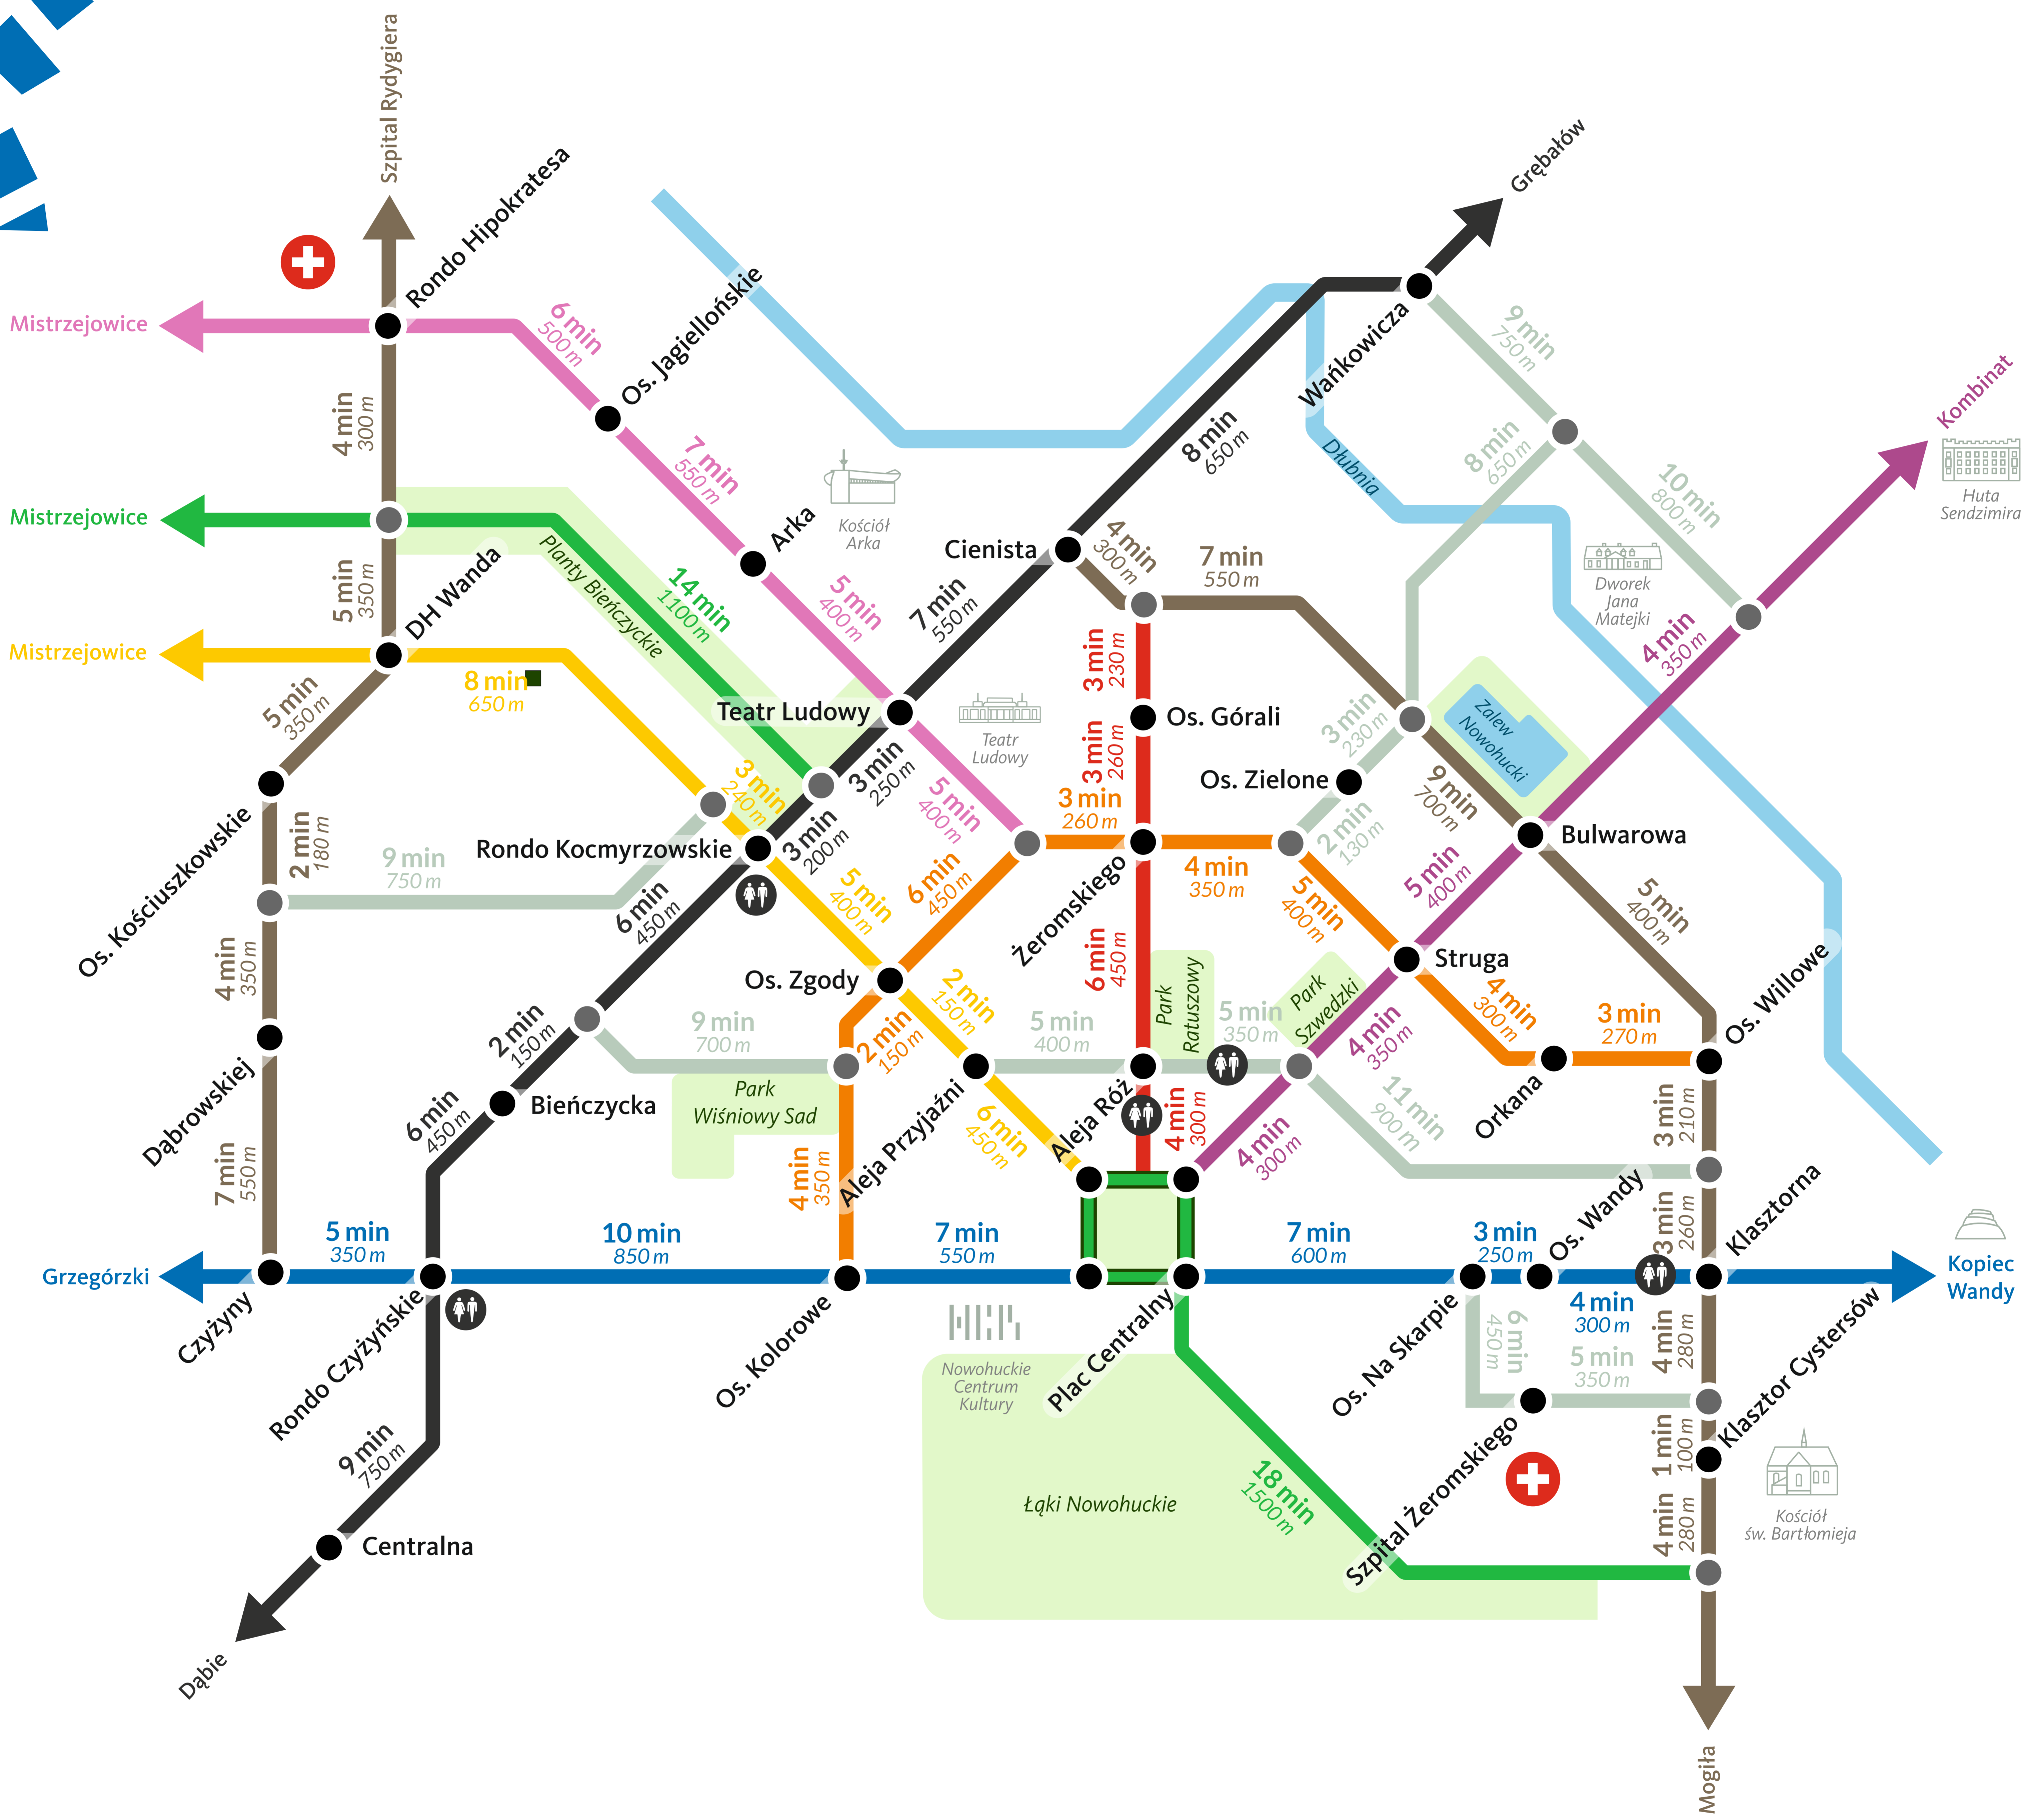 Szpital Rydygiera
Rondo Hipokratesa
Grębałów
Mistrzejowice
6 min
500 m
Os. Jagiellońskie
Wańkowicza
9 min
750 m
4 min
300 m
7 min
550 m
Kościół
Arka
Arka
8 min
650 m
Dłubnia
8 min
650 m
10 min
800 m
Kombinat
Huta
Sendzimira
Mistrzejowice
5 min
350 m
DH Wanda
Planty Bieńczyckie
14 min
1100 m
5 min
400 m
Cienista
7 min
550 m
4 min
300 m
7 min
550 m
Dworek
Jana
Matejki
4 min
350 m
Mistrzejowice
8 min
650 m
5 min
350 m
Teatr Ludowy
Teatr
Ludowy
3 min
230 m
Os. Górali
3 min
260 m
3 min
230 m
Zalew
Nowohucki
Os. Zielone
9 min
700 m
Os. Kościuszkowskie
3 min
240 m
3 min
250 m
5 min
400 m
3 min
260 m
2 min
130 m
Bulwarowa
2 min
180 m
9 min
750 m
Rondo Kocmyrzowskie
3 min
200 m
6 min
450 m
5 min
400 m
6 min
450 m
Żeromskiego
4 min
350 m
5 min
400 m
5 min
400 m
5 min
400 m
4 min
350 m
Dąbrowskiej
Os. Zgody
6 min
450 m
Park
Ratuszowy
Park
Szwedzki
Struga
Os. Willowe
2 min
150 m
9 min
700 m
2 min
150 m
2 min
150 m
5 min
400 m
5 min
350 m
4 min
350 m
4 min
300 m
3 min
270 m
Orkana
6 min
450 m
Bieńczycka
Park
Wiśniowy Sad
Aleja Przyjaźni
6 min
450 m
Aleja Róż
4 min
300 m
4 min
300 m
11 min
900 m
3 min
210 m
7 min
550 m
4 min
350 m
Os. Wandy
3 min
260 m
Klasztorna
Grzegórzki
5 min
350 m
10 min
850 m
7 min
550 m
7 min
600 m
3 min
250 m
Kopiec
Wandy
Czyżyny
Rondo Czyżyńskie
Os. Kolorowe
Nowohuckie
Centrum
Kultury
Plac Centralny
Os. Na Skarpie
6 min
450 m
4 min
300 m
4 min
280 m
5 min
350 m
Klasztor Cystersów
9 min
750 m
Szpital Żeromskiego
1 min
100 m
Łąki Nowohuckie
18 min
1500 m
4 min
280 m
Kościół
św. Bartłomieja
Centralna
Dąbie
Mogiła